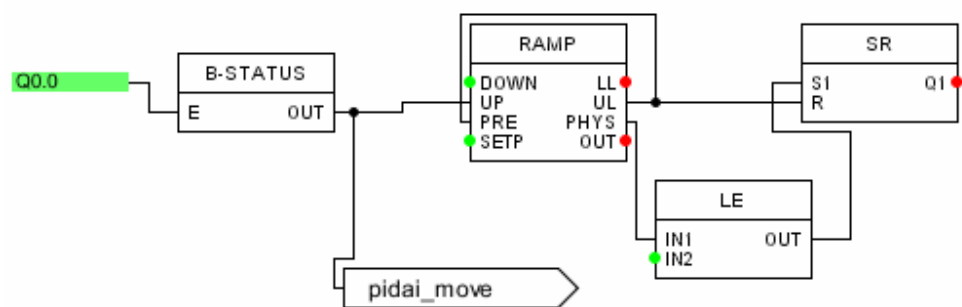 RAMP
SR
B-STATUS
Q0.0
DOWN LL
S1 Q1
E OUT
UP UL
R
PRE PHYS
SETP OUT
LE
IN1 OUT
IN2
pidai_move